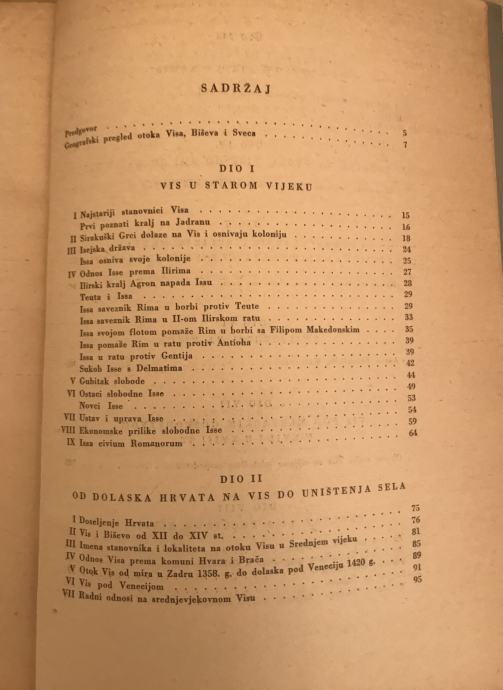 SADRŽAJ
Predgovor . . . . . . . . . . 5
Geografski pregled otoka Visa, Biševa i Sveca . . . . . . . . . . 7
DIO I
VIS U STAROM VIJEKU
I Najstariji stanovnici Visa . . . . . . . . . . 15
Prvi poznati kralj na Jadranu . . . . . . . . . . 16
II Sirakuški Grci dolaze na Vis i osnivaju koloniju . . . . . . . . . . 18
III Isejska država . . . . . . . . . . 24
Issa osniva svoje kolonije . . . . . . . . . . 25
IV Odnos Isse prema Ilirima . . . . . . . . . . 27
Ilirski kralj Agron napada Issu . . . . . . . . . . 28
Teuta i Issa . . . . . . . . . . 29
Issa saveznik Rima u borbi protiv Teute . . . . . . . . . . 29
Issa saveznik Rima u II-om Ilirskom ratu . . . . . . . . . . 33
Issa svojom flotom pomaže Rim u borbi sa Filipom Makedonskim . . . . 35
Issa pomaže Rim u ratu protiv Antioha . . . . . . . . . . 39
Issa u ratu protiv Gentija . . . . . . . . . . 39
Sukob Isse s Delmatima . . . . . . . . . . 42
V Gubitak slobode . . . . . . . . . . 44
VI Ostaci slobodne Isse . . . . . . . . . . 49
Novci Isse . . . . . . . . . . 53
VII Ustav i uprava Isse . . . . . . . . . . 54
VIII Ekonomske prilike slobodne Isse . . . . . . . . . . 59
IX Issa civium Romanorum . . . . . . . . . . 64
DIO II
OD DOLASKA HRVATA NA VIS DO UNIŠTENJA SELA
I Doseljenje Hrvata . . . . . . . . . . 75
II Vis i Biševo od XII do XIV st. . . . . . . . . . . 76
III Imena stanovnika i lokaliteta na otoku Visu u Srednjem vijeku . . . . 81
IV Odnos Visa prema komuni Hvara i Brača . . . . . . . . . . 85
V Otok Vis od mira u Zadru 1358. g. do dolaska pod Veneciju 1420 g. . . . 89
VI Vis pod Venecijom . . . . . . . . . . 91
VII Radni odnosi na srednjevjekovnom Visu . . . . . . . . . . 95